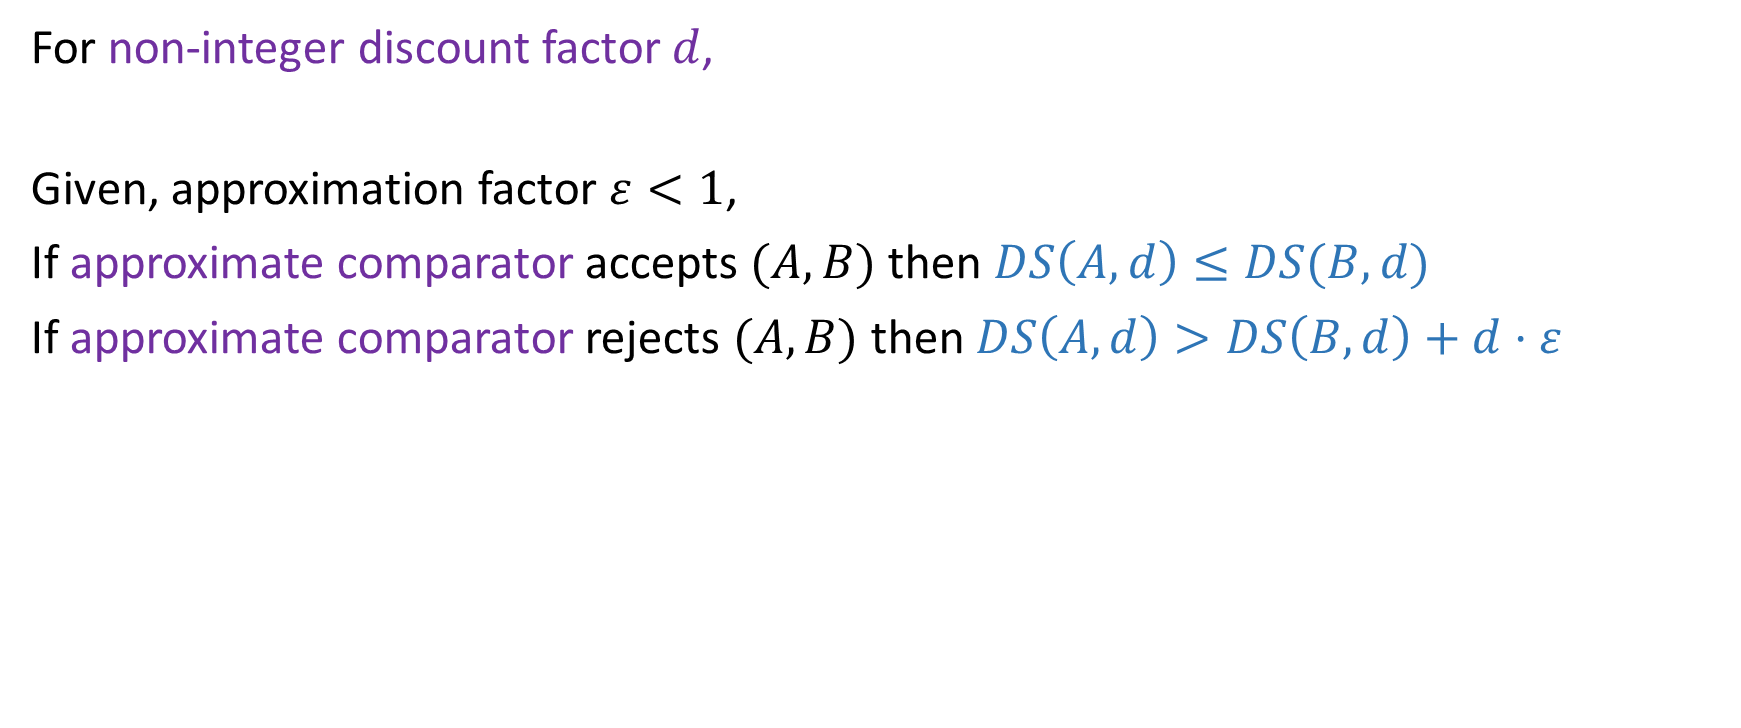 For non-integer discount factor 𝑑,
Given, approximation factor 𝜀 < 1,
If approximate comparator accepts (𝐴, 𝐵) then 𝐷𝑆(𝐴, 𝑑) ≤ 𝐷𝑆(𝐵, 𝑑)
If approximate comparator rejects (𝐴, 𝐵) then 𝐷𝑆(𝐴, 𝑑) > 𝐷𝑆(𝐵, 𝑑) + 𝑑 ⋅ 𝜀